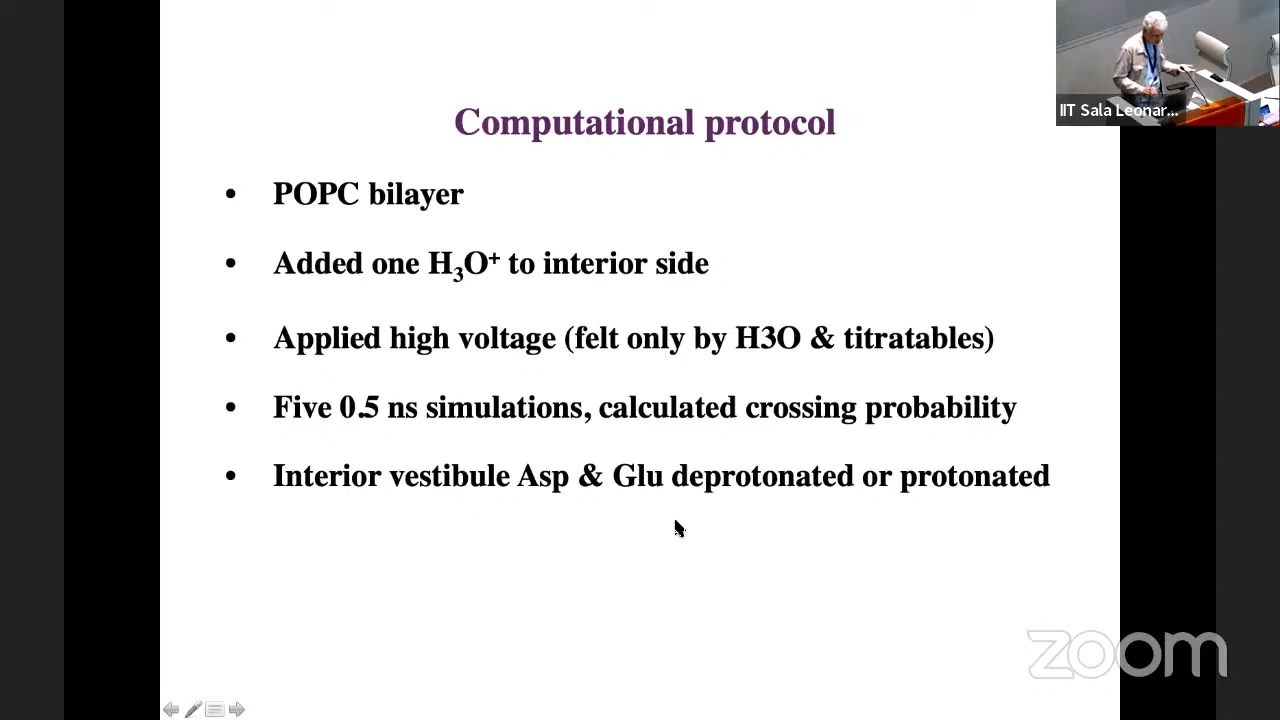 IIT Sala Leonar...
Computational protocol
• POPC bilayer
• Added one H₃O⁺ to interior side
• Applied high voltage (felt only by H3O & titratables)
• Five 0.5 ns simulations, calculated crossing probability
• Interior vestibule Asp & Glu deprotonated or protonated
zoom